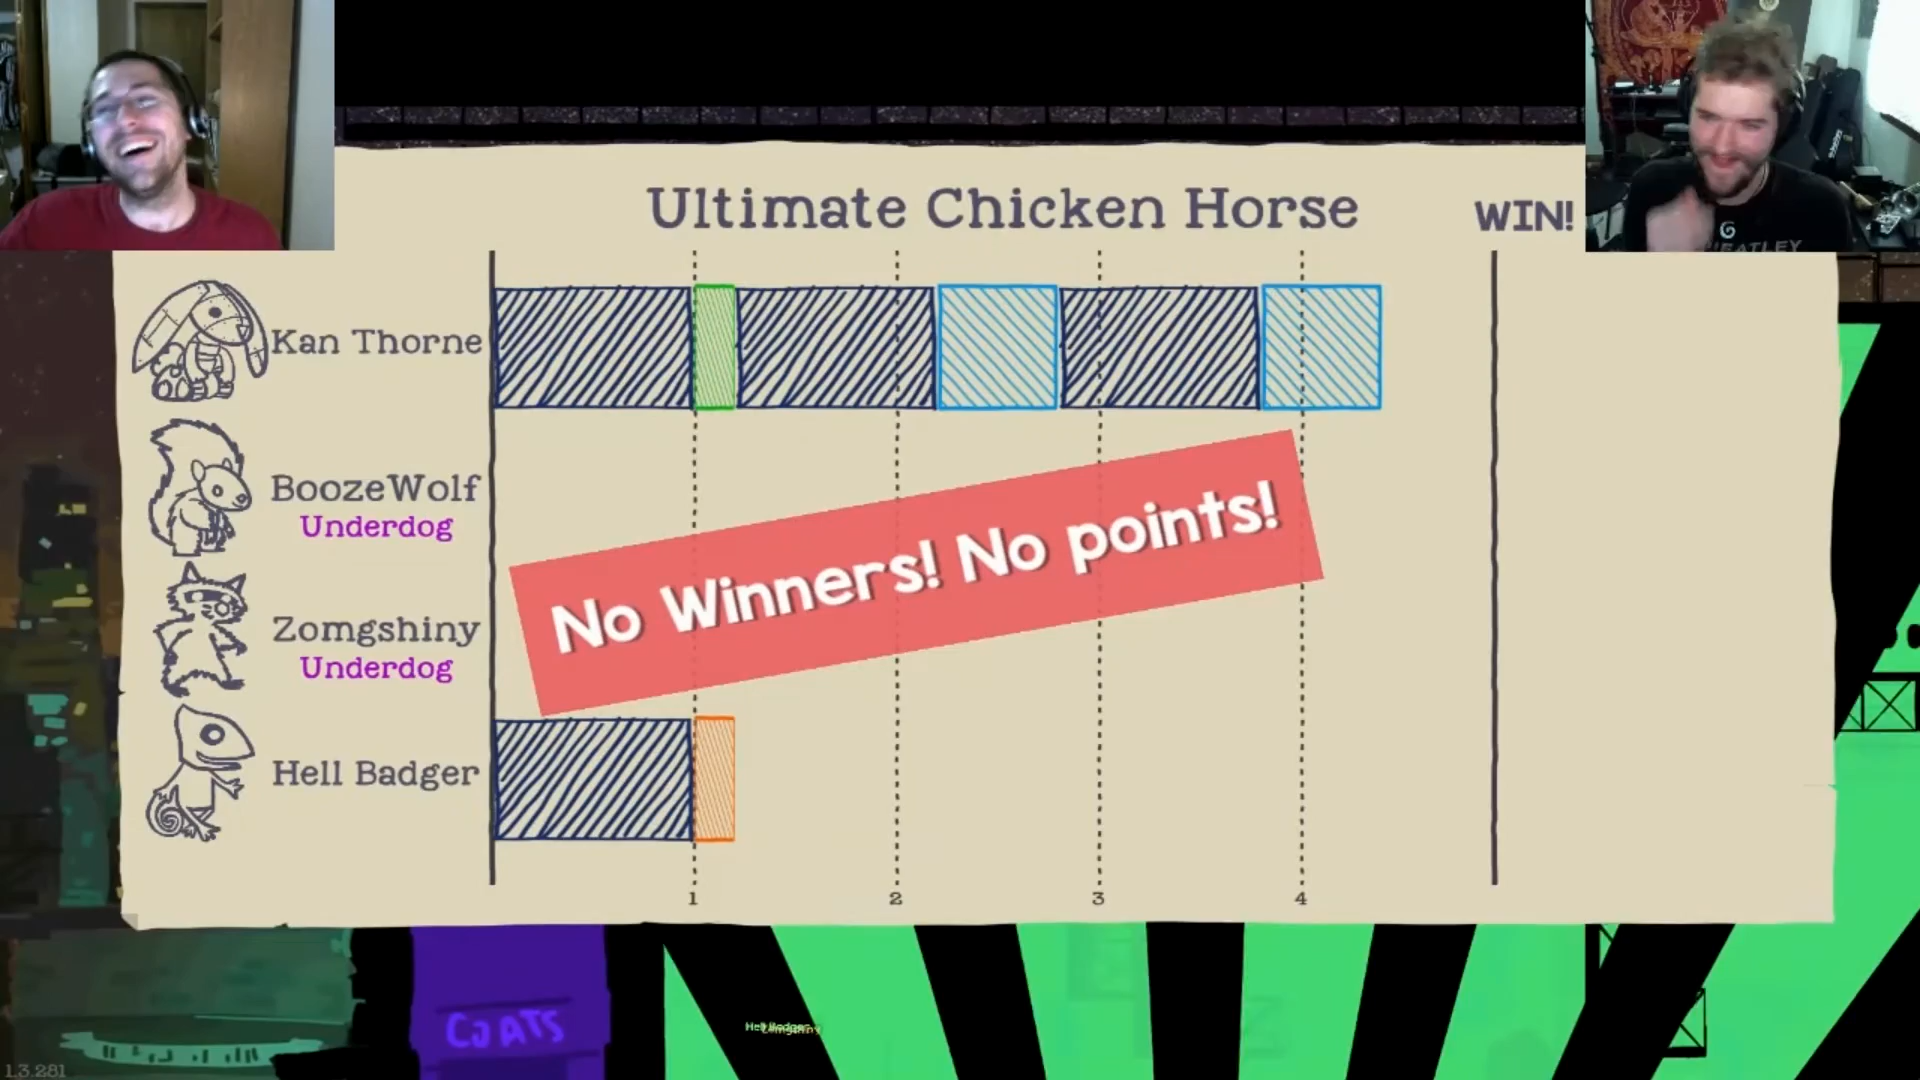 Ultimate Chicken Horse
WIN!
Kan Thorne
BoozeWolf
Underdog
Zomgshiny
Underdog
Hell Badger
No Winners! No points!
1 2 3 4
COATS
1.3.281